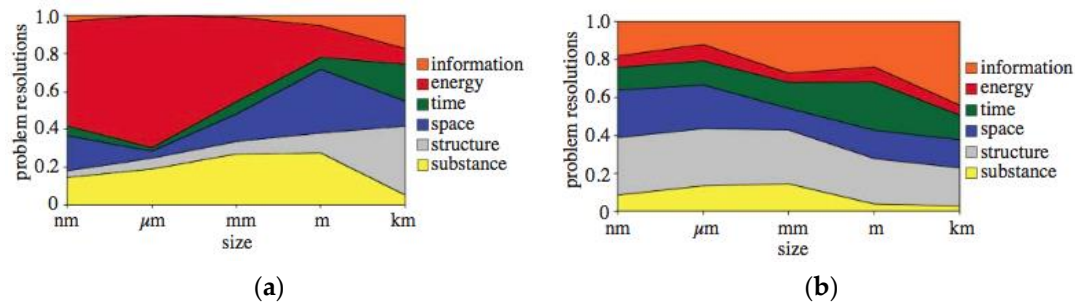 1.0
0.8
0.6
0.4
0.2
0
problem resolutions
nm µm mm m km
size
information
energy
time
space
structure
substance
(a)
1.0
0.8
0.6
0.4
0.2
0
problem resolutions
nm µm mm m km
size
information
energy
time
space
structure
substance
(b)